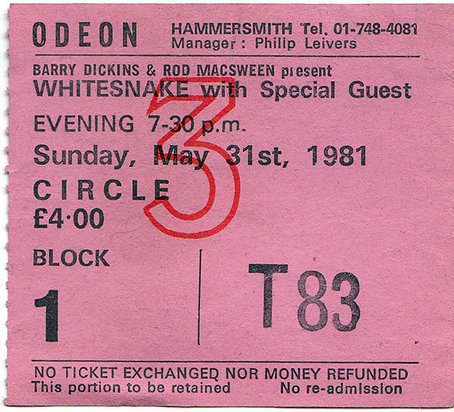 ODEON HAMMERSMITH Tel. 01-748-4081
Manager : Philip Leivers
BARRY DICKINS & ROD MACSWEEN present
WHITESNAKE with Special Guest
EVENING 7-30 p.m.
Sunday, May 31st, 1981
3
CIRCLE
£4·00
BLOCK
1 T83
NO TICKET EXCHANGED NOR MONEY REFUNDED
This portion to be retained No re-admission